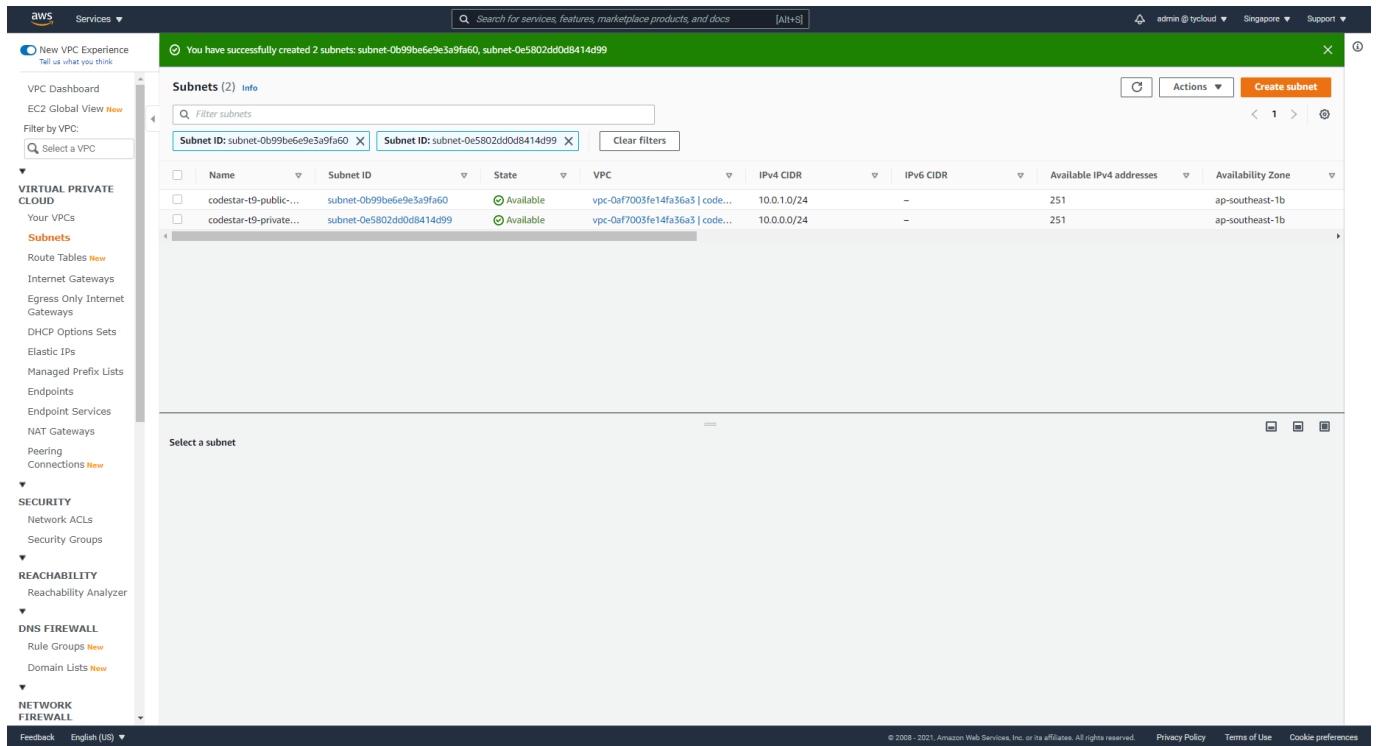 aws Services ▼ Search for services, features, marketplace products, and docs [Alt+S] admin @ tycloud ▼ Singapore ▼ Support ▼
New VPC Experience
Tell us what you think
You have successfully created 2 subnets: subnet-0b99be6e9e3a9fa60, subnet-0e5802dd0d8414d99
VPC Dashboard
EC2 Global View New
Filter by VPC:
Select a VPC
VIRTUAL PRIVATE
CLOUD
Your VPCs
Subnets
Route Tables New
Internet Gateways
Egress Only Internet
Gateways
DHCP Options Sets
Elastic IPs
Managed Prefix Lists
Endpoints
Endpoint Services
NAT Gateways
Peering
Connections New
SECURITY
Network ACLs
Security Groups
REACHABILITY
Reachability Analyzer
DNS FIREWALL
Rule Groups New
Domain Lists New
NETWORK
FIREWALL
Subnets (2) Info
Actions ▼ Create subnet
Filter subnets
1
Subnet ID: subnet-0b99be6e9e3a9fa60 Subnet ID: subnet-0e5802dd0d8414d99 Clear filters
Name Subnet ID State VPC IPv4 CIDR IPv6 CIDR Available IPv4 addresses Availability Zone
codestar-t9-public-... subnet-0b99be6e9e3a9fa60 Available vpc-0af7003fe14fa36a3 | code... 10.0.1.0/24 – 251 ap-southeast-1b
codestar-t9-private... subnet-0e5802dd0d8414d99 Available vpc-0af7003fe14fa36a3 | code... 10.0.0.0/24 – 251 ap-southeast-1b
Select a subnet
Feedback English (US) ▼ © 2008 - 2021, Amazon Web Services, Inc. or its affiliates. All rights reserved. Privacy Policy Terms of Use Cookie preferences